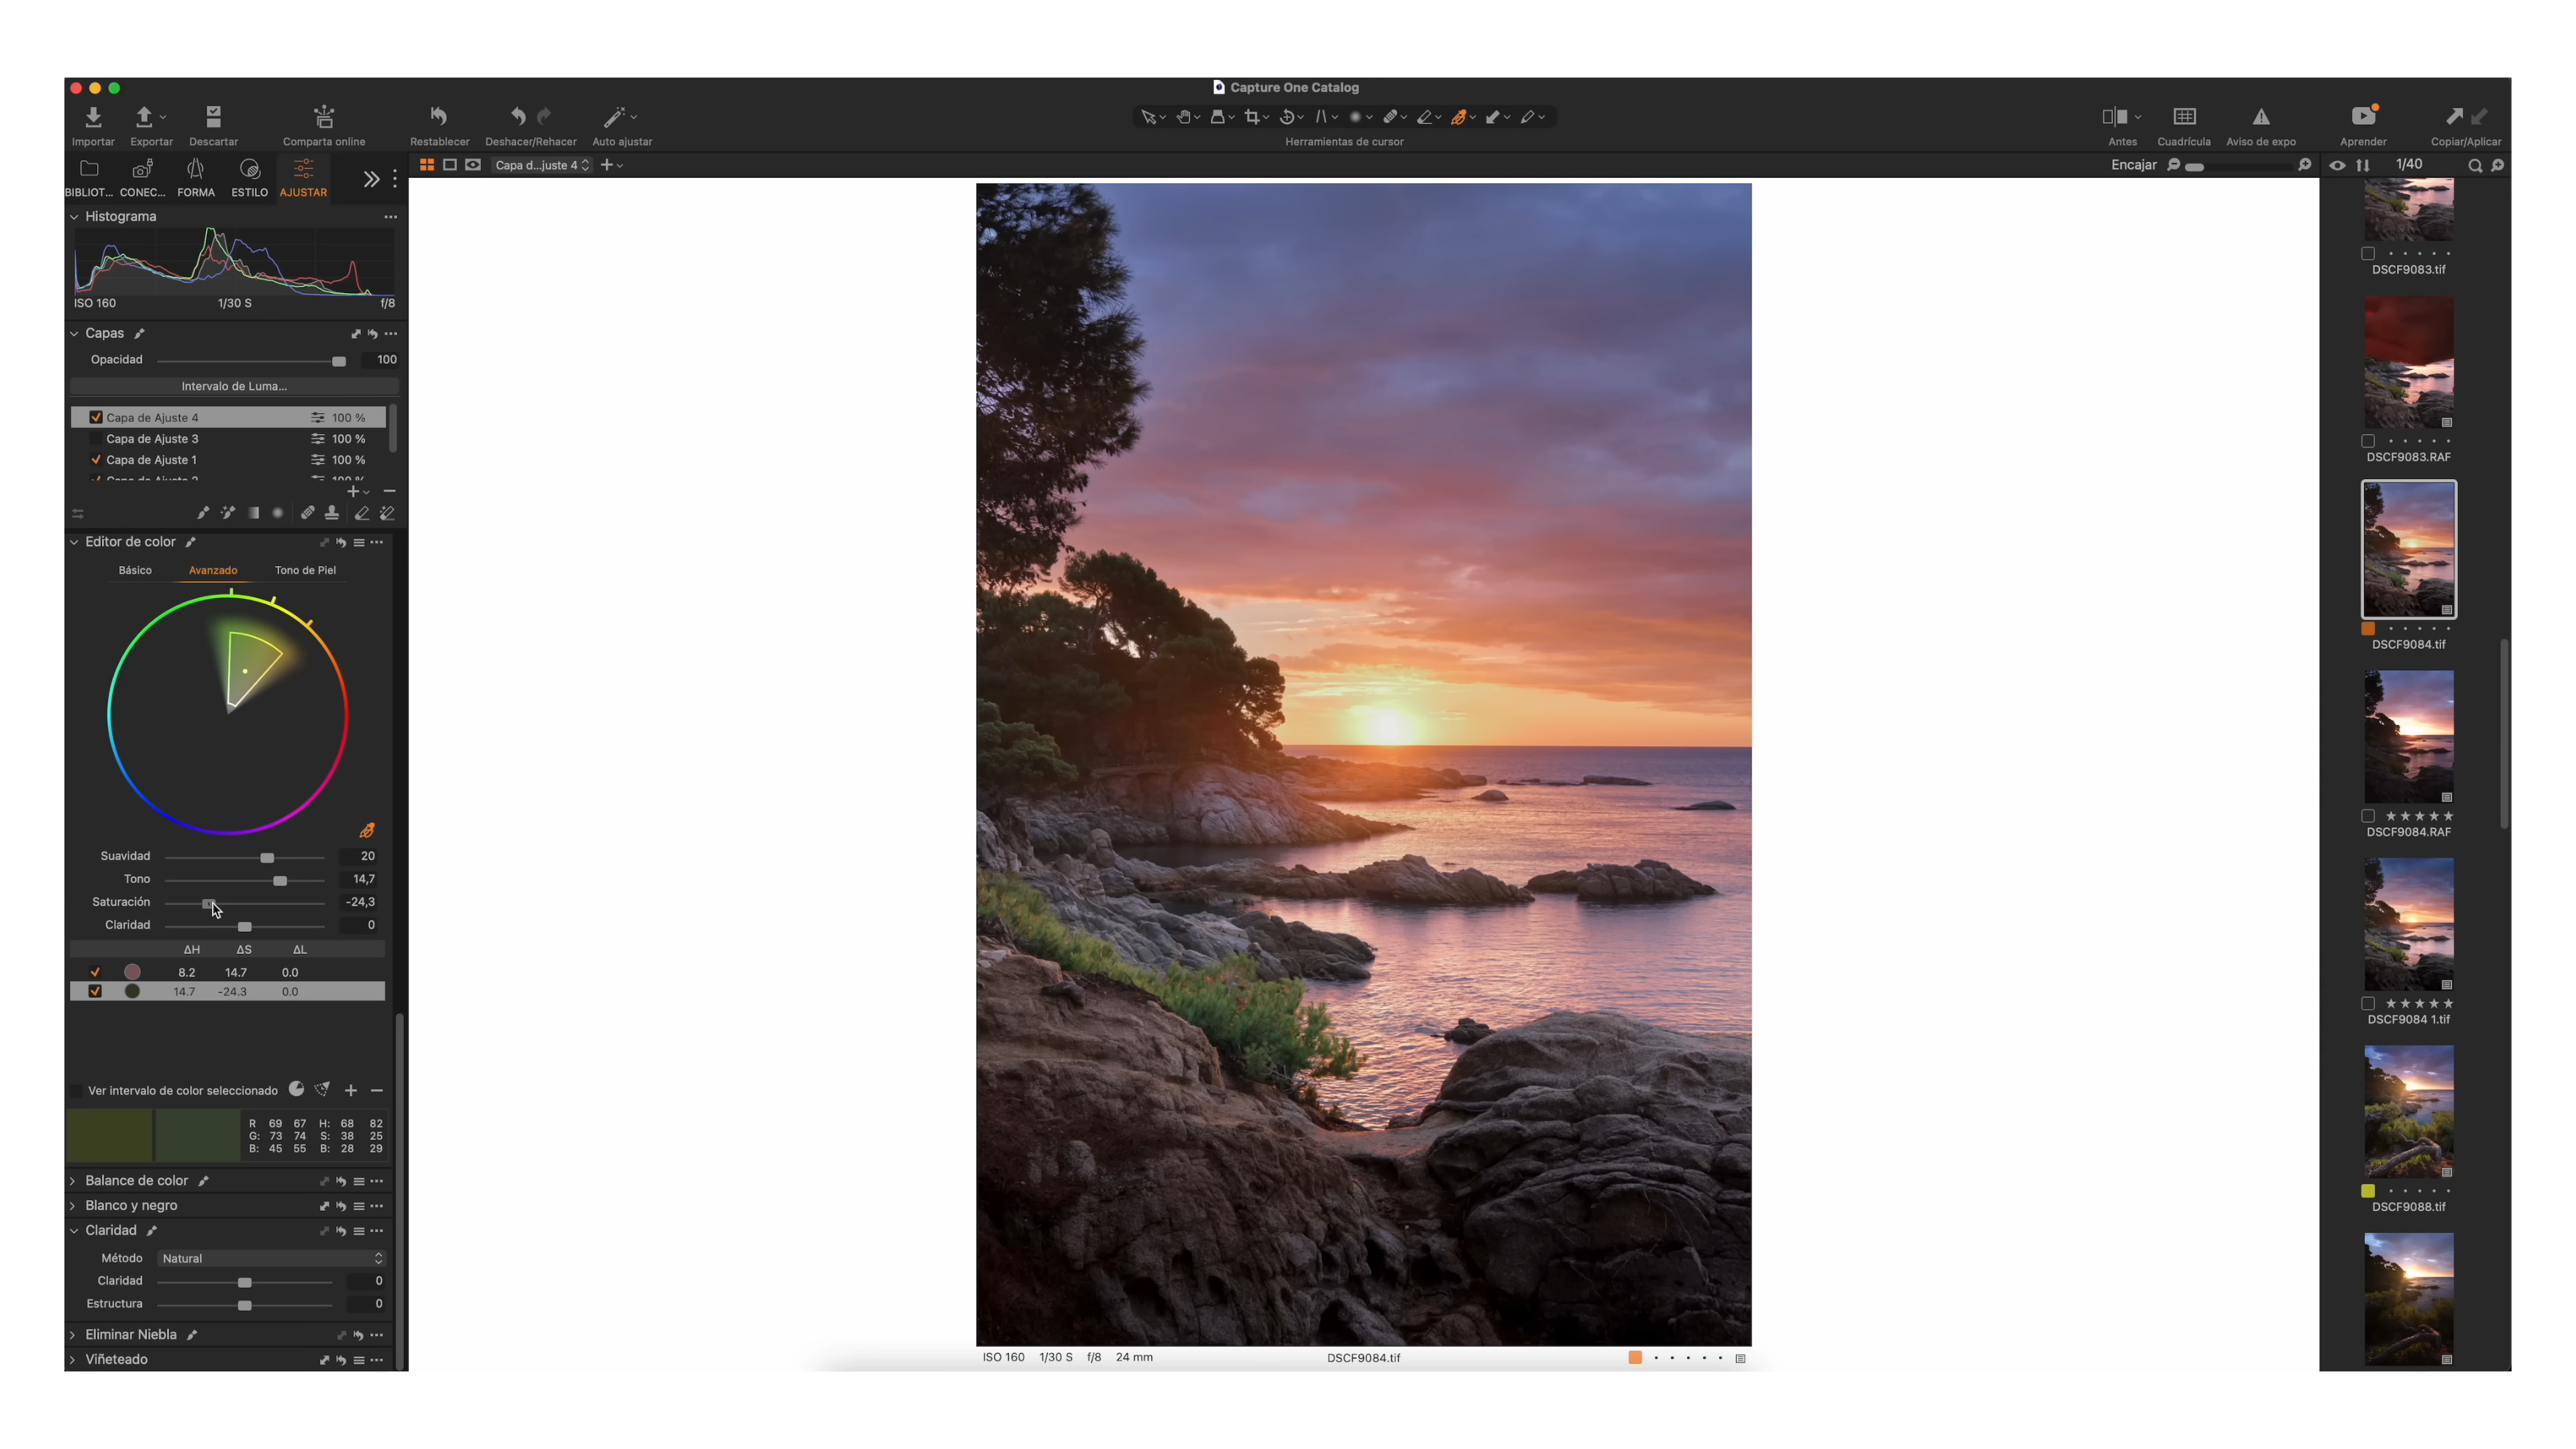 Capture One Catalog
Importar Exportar Descartar Comparta online Restablecer Deshacer/Rehacer Auto ajustar Herramientas de cursor Antes Cuadrícula Aviso de expo Aprender Copiar/Aplicar
BIBLIOT... CONEC... FORMA ESTILO AJUSTAR
Capa d...juste 4
Encajar
1/40
Histograma
ISO 160 1/30 S f/8
Capas
Opacidad 100
Intervalo de Luma...
Capa de Ajuste 4 100 %
Capa de Ajuste 3 100 %
Capa de Ajuste 1 100 %
Capa de Ajuste 2 100 %
Editor de color
Básico Avanzado Tono de Piel
Suavidad 20
Tono 14,7
Saturación -24,3
Claridad 0
ΔH ΔS ΔL
8.2 14.7 0.0
14.7 -24.3 0.0
Ver intervalo de color seleccionado
R 69 67 H: 68 82
G: 73 74 S: 38 25
B: 45 55 B: 28 29
Balance de color
Blanco y negro
Claridad
Método Natural
Claridad 0
Estructura 0
Eliminar Niebla
Viñeteado
ISO 160 1/30 S f/8 24 mm DSCF9084.tif
DSCF9083.tif
DSCF9083.RAF
DSCF9084.tif
DSCF9084.RAF
DSCF9084 1.tif
DSCF9088.tif